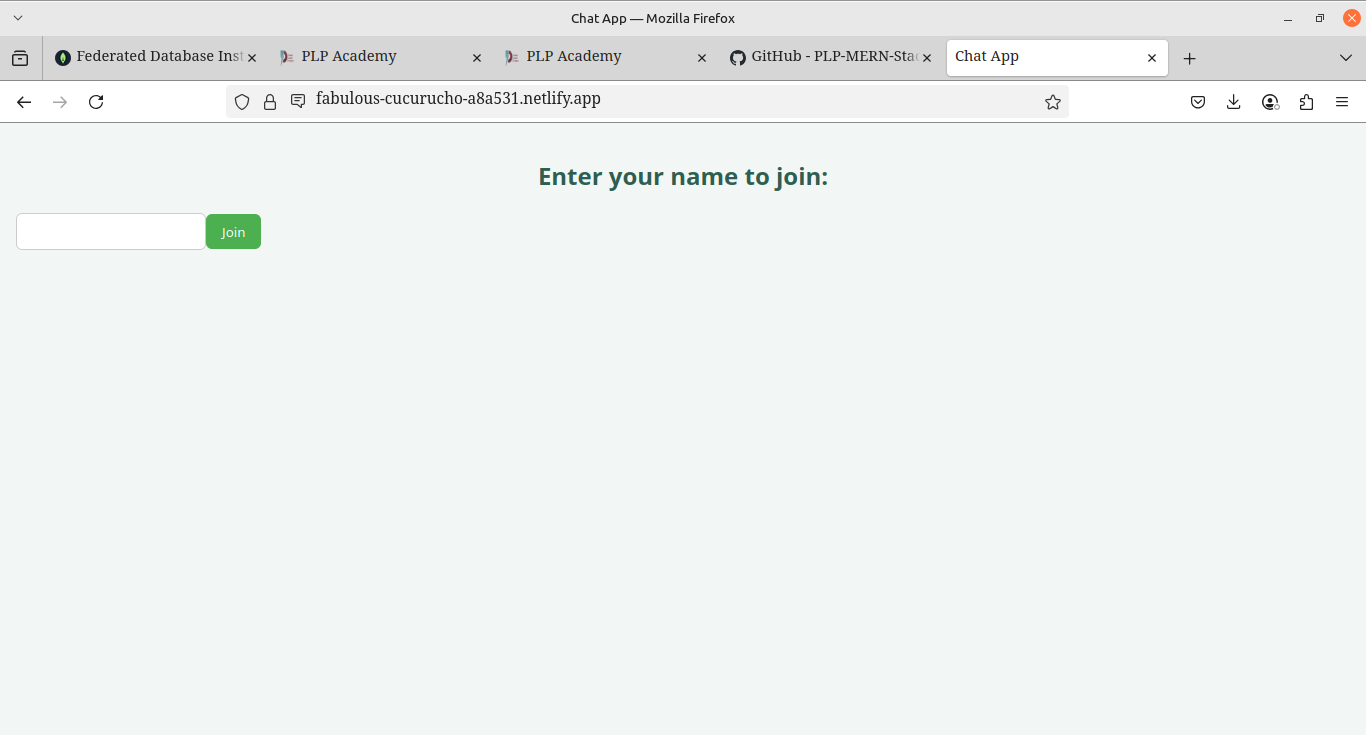 Chat App — Mozilla Firefox
Federated Database Inst
PLP Academy
PLP Academy
GitHub - PLP-MERN-Stac
Chat App
fabulous-cucurucho-a8a531.netlify.app
Enter your name to join:
Join